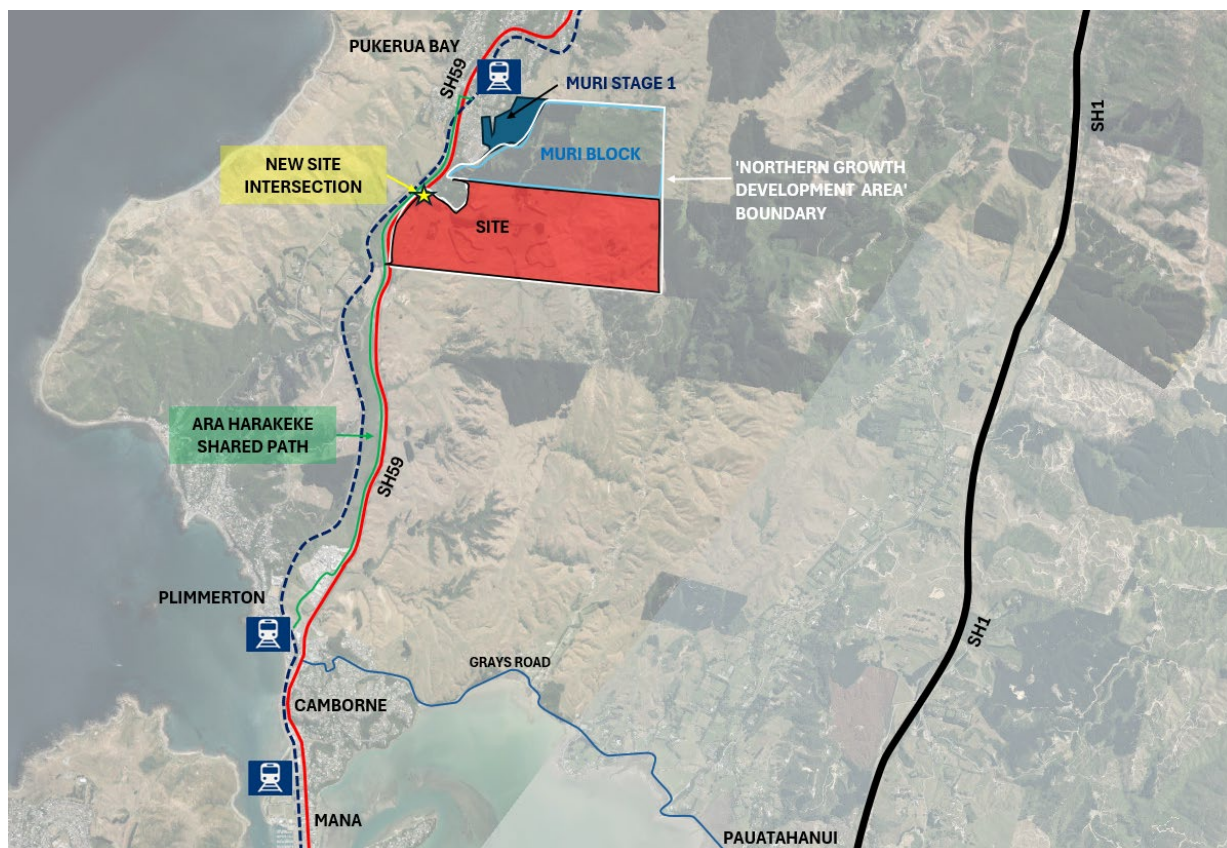 PUKERUA BAY
SH59
MURI STAGE 1
SH1
NEW SITE
INTERSECTION
MURI BLOCK
'NORTHERN GROWTH
DEVELOPMENT AREA'
BOUNDARY
SITE
ARA HARAKEKE
SHARED PATH
SH59
PLIMMERTON
SH1
GRAYS ROAD
CAMBORNE
MANA
PAUATAHANUI